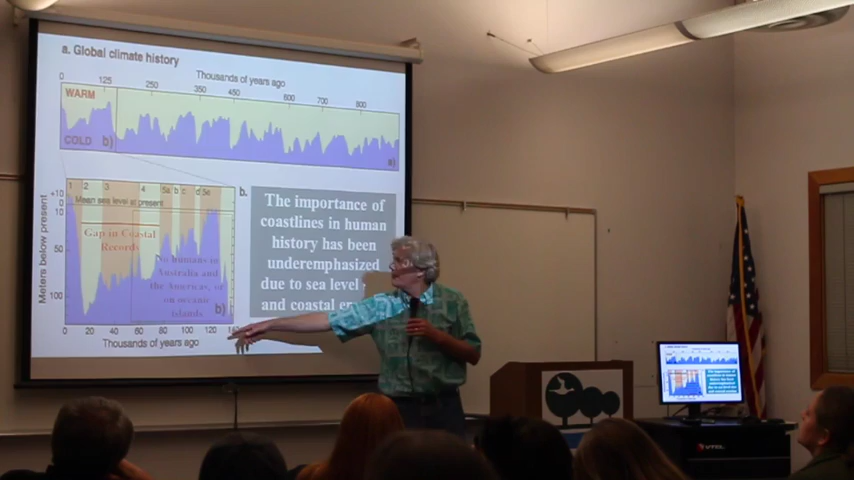 a. Global climate history
Thousands of years ago
0 125 250 350 450 600 700 800
WARM
COLD
b)
a)
1 2 3 4 5a b c d 5e
b.
+10
0
10
50
100
Meters below present
Mean sea level at present
Gap in Coastal
Records
No humans in
Australia and
the Americas, or
on oceanic
islands
b)
0 20 40 60 80 100 120
Thousands of years ago
The importance of
coastlines in human
history has been
underemphasized
due to sea level
and coastal
VTEL